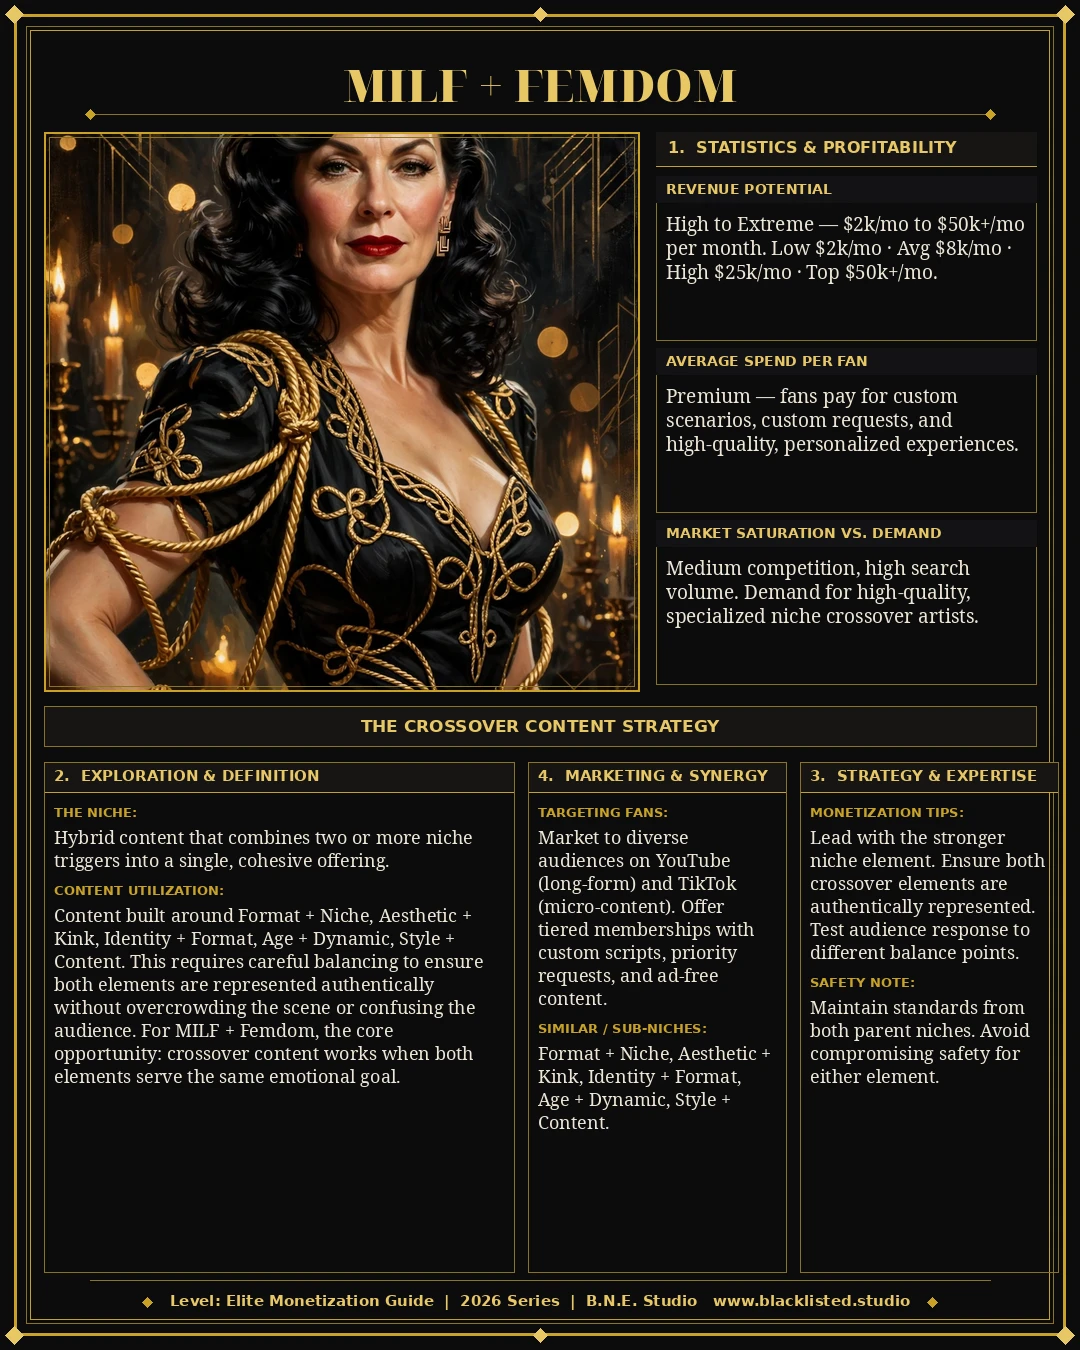 MILF + FEMDOM
1. STATISTICS & PROFITABILITY
REVENUE POTENTIAL
High to Extreme — $2k/mo to $50k+/mo
per month. Low $2k/mo · Avg $8k/mo ·
High $25k/mo · Top $50k+/mo.
AVERAGE SPEND PER FAN
Premium — fans pay for custom
scenarios, custom requests, and
high-quality, personalized experiences.
MARKET SATURATION VS. DEMAND
Medium competition, high search
volume. Demand for high-quality,
specialized niche crossover artists.
THE CROSSOVER CONTENT STRATEGY
2. EXPLORATION & DEFINITION
THE NICHE:
Hybrid content that combines two or more niche
triggers into a single, cohesive offering.
CONTENT UTILIZATION:
Content built around Format + Niche, Aesthetic +
Kink, Identity + Format, Age + Dynamic, Style +
Content. This requires careful balancing to ensure
both elements are represented authentically
without overcrowding the scene or confusing the
audience. For MILF + Femdom, the core
opportunity: crossover content works when both
elements serve the same emotional goal.
4. MARKETING & SYNERGY
TARGETING FANS:
Market to diverse
audiences on YouTube
(long-form) and TikTok
(micro-content). Offer
tiered memberships with
custom scripts, priority
requests, and ad-free
content.
SIMILAR / SUB-NICHES:
Format + Niche, Aesthetic +
Kink, Identity + Format,
Age + Dynamic, Style +
Content.
3. STRATEGY & EXPERTISE
MONETIZATION TIPS:
Lead with the stronger
niche element. Ensure both
crossover elements are
authentically represented.
Test audience response to
different balance points.
SAFETY NOTE:
Maintain standards from
both parent niches. Avoid
compromising safety for
either element.
Level: Elite Monetization Guide | 2026 Series | B.N.E. Studio www.blacklisted.studio